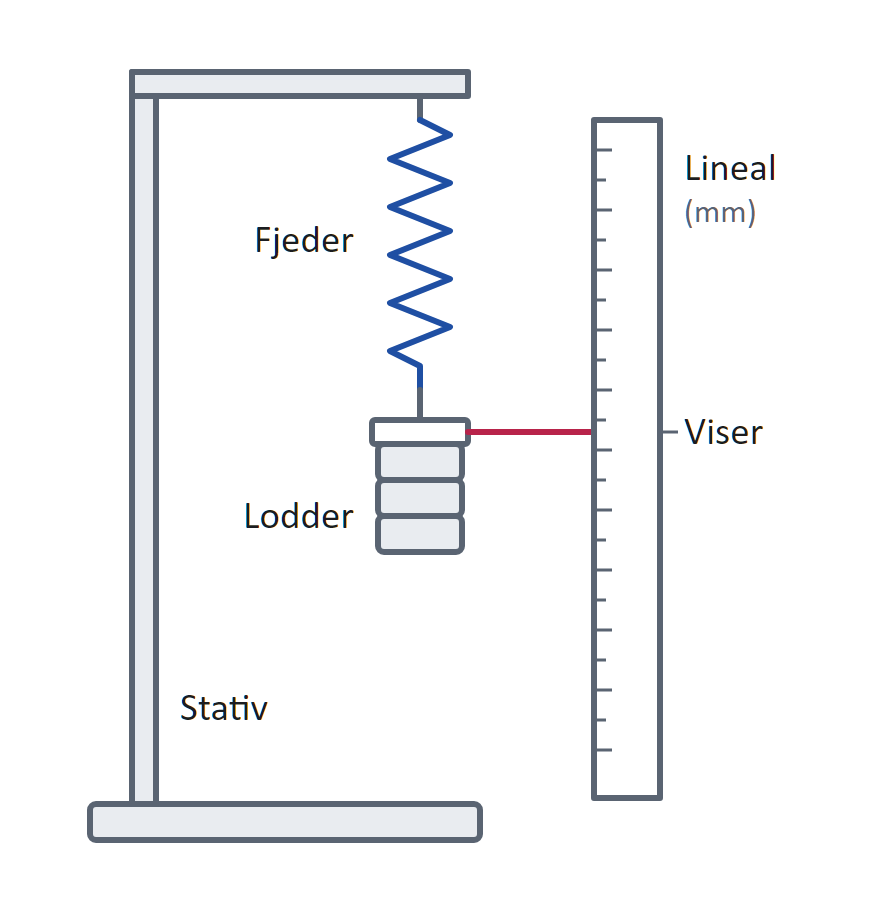 Lineal
(mm)
Fjeder
Viser
Lodder
Stativ